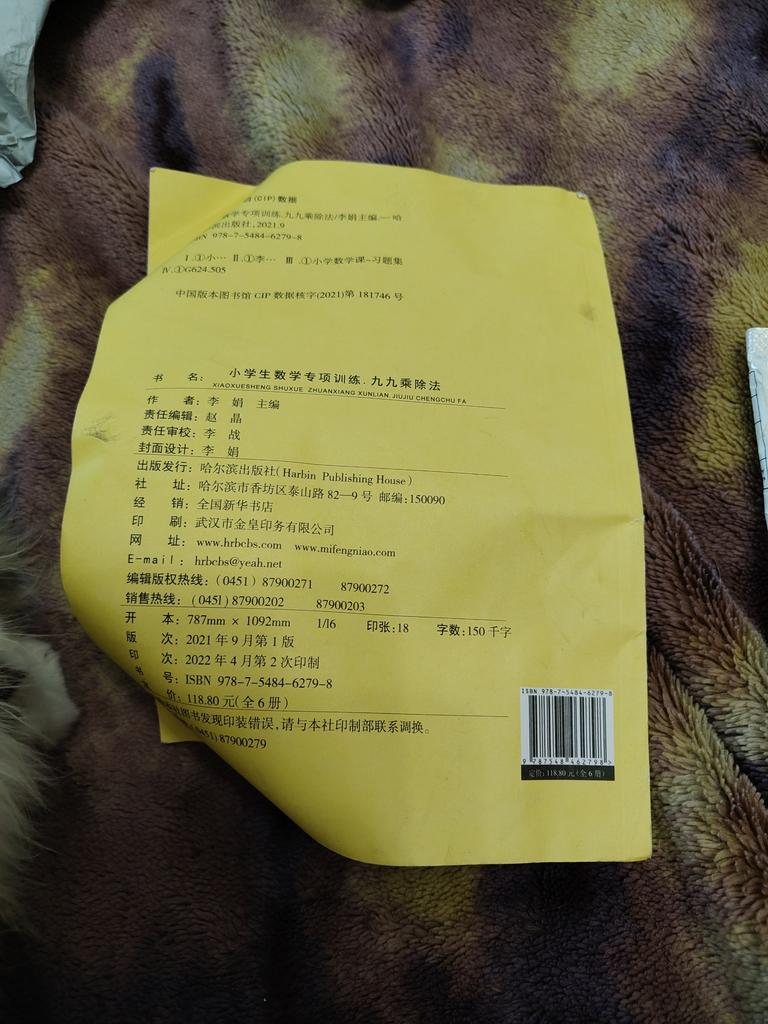 (CIP) 数据
学专项训练.九九乘除法/李娟主编.一哈
滨出版社,2021.9
ISBN 978-7-5484-6279-8
Ⅰ.①小… Ⅱ.①李… Ⅲ.①小学数学课-习题集
Ⅳ.①G624.505
中国版本图书馆 CIP 数据核字(2021)第 181746 号
书 名: 小学生数学专项训练.九九乘除法
XIAOXUESHENG SHUXUE ZHUANXIANG XUNLIAN. JIUJIU CHENGCHU FA
作 者: 李 娟 主编
责任编辑: 赵 晶
责任审校: 李 战
封面设计: 李 娟
出版发行: 哈尔滨出版社(Harbin Publishing House)
社 址: 哈尔滨市香坊区泰山路 82—9 号 邮编:150090
经 销: 全国新华书店
印 刷: 武汉市金皇印务有限公司
网 址: www.hrbcbs.com www.mifengniao.com
E-mail: hrbcbs@yeah.net
编辑版权热线: (0451) 87900271 87900272
销售热线: (0451) 87900202 87900203
开 本: 787mm × 1092mm 1/16 印张: 18 字数: 150 千字
版 次: 2021 年 9 月第 1 版
印 次: 2022 年 4 月第 2 次印制
书 号: ISBN 978-7-5484-6279-8
价: 118.80 元(全 6 册)
图书发现印装错误,请与本社印制部联系调换。
(0451) 87900279
ISBN 978-7-5484-6279-8
9 787548 462798 >
定价: 118.80 元(全 6 册)